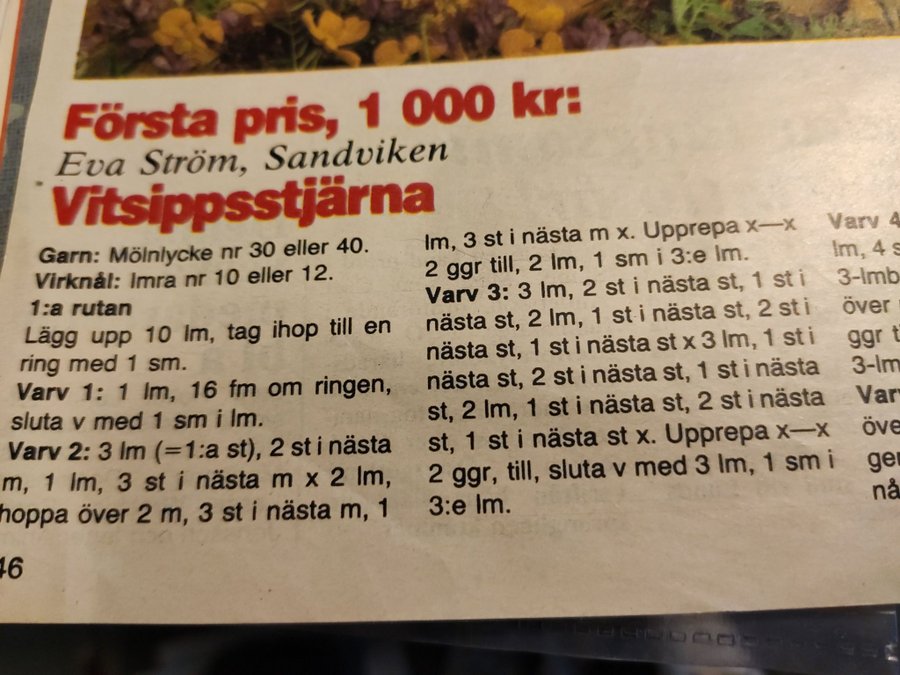 Första pris, 1 000 kr:
Eva Ström, Sandviken
Vitsippsstjärna
Garn: Mölnlycke nr 30 eller 40.
Virknål: Imra nr 10 eller 12.
1:a rutan
Lägg upp 10 lm, tag ihop till en
ring med 1 sm.
Varv 1: 1 lm, 16 fm om ringen,
sluta v med 1 sm i lm.
Varv 2: 3 lm (=1:a st), 2 st i nästa
m, 1 lm, 3 st i nästa m x 2 lm,
hoppa över 2 m, 3 st i nästa m, 1
lm, 3 st i nästa m x. Upprepa x—x
2 ggr till, 2 lm, 1 sm i 3:e lm.
Varv 3: 3 lm, 2 st i nästa st, 1 st i
nästa st, 2 lm, 1 st i nästa st, 2 st i
nästa st, 1 st i nästa st x 3 lm, 1 st i
nästa st, 2 st i nästa st, 1 st i nästa
st, 2 lm, 1 st i nästa st, 2 st i nästa
st, 1 st i nästa st x. Upprepa x—x
2 ggr, till, sluta v med 3 lm, 1 sm i
3:e lm.
Varv 4
lm, 4 s
3-lmb
över
ggr t
3-lm
Varv
öve
ger
nå
46